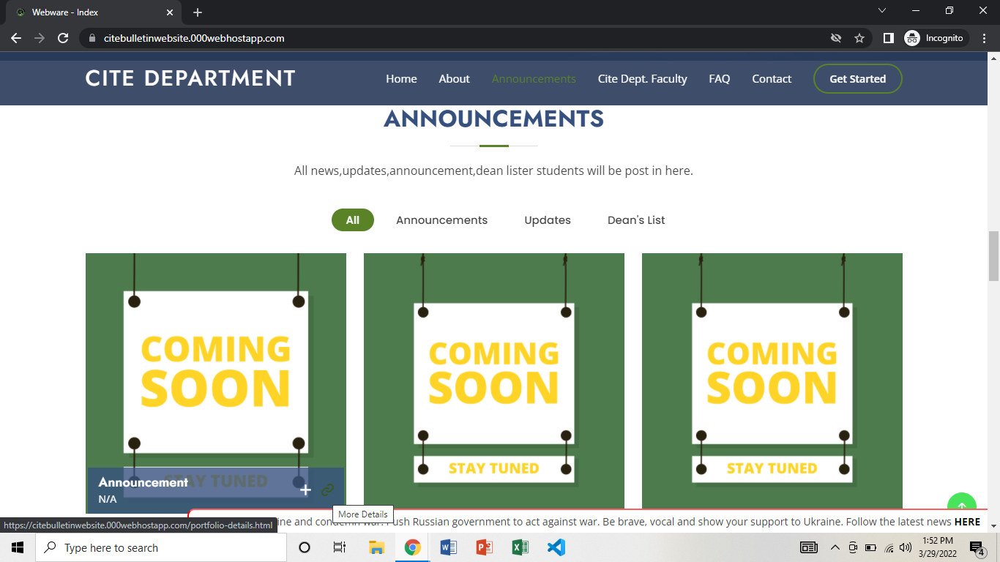 Webware - Index
citebulletinwebsite.000webhostapp.com
Incognito
CITE DEPARTMENT
Home About Announcements Cite Dept. Faculty FAQ Contact Get Started
ANNOUNCEMENTS
All news,updates,announcement,dean lister students will be post in here.
All Announcements Updates Dean's List
COMING
SOON
STAY TUNED
Announcement
N/A
COMING
SOON
STAY TUNED
COMING
SOON
STAY TUNED
More Details
https://citebulletinwebsite.000webhostapp.com/portfolio-details.html
and condemn war. Push Russian government to act against war. Be brave, vocal and show your support to Ukraine. Follow the latest news HERE
Type here to search
1:52 PM
3/29/2022
4